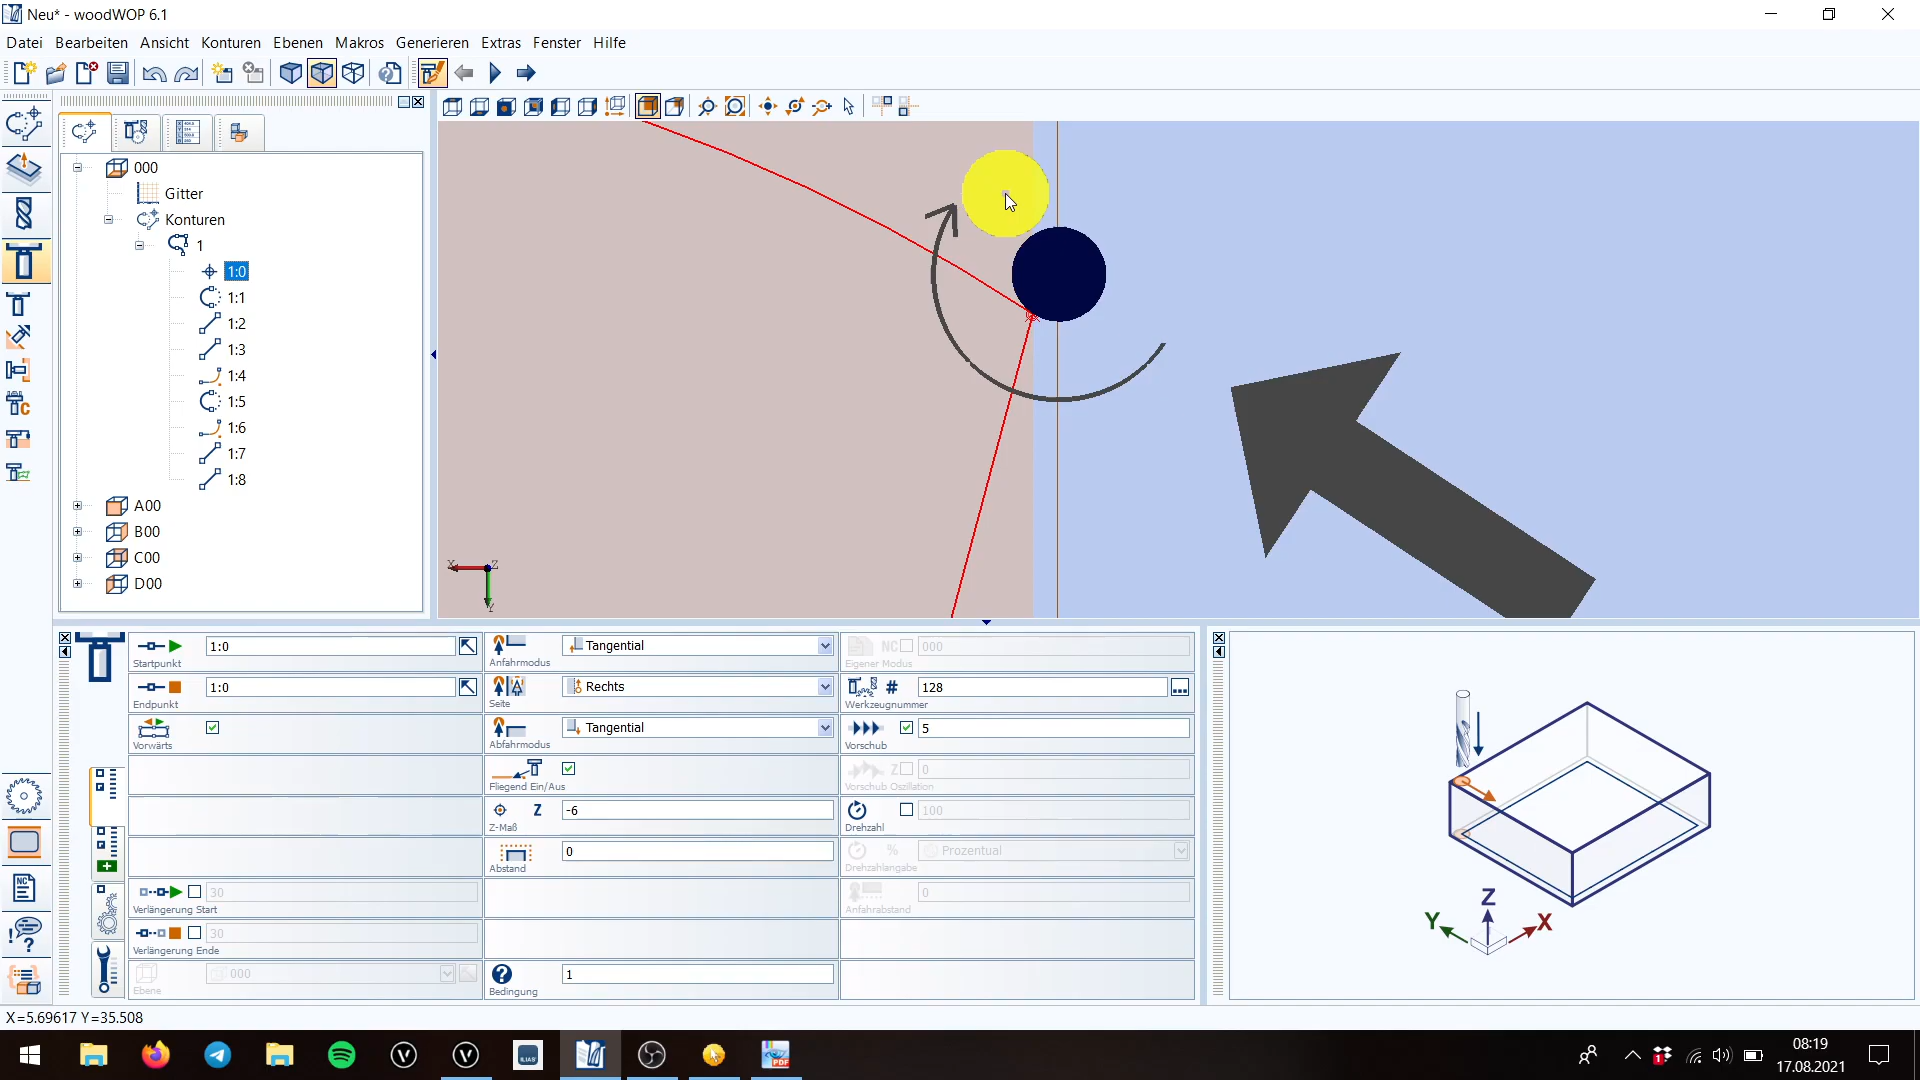 Neu* - woodWOP 6.1
Datei Bearbeiten Ansicht Konturen Ebenen Makros Generieren Extras Fenster Hilfe
000
Gitter
Konturen
1
1:0
1:1
1:2
1:3
1:4
1:5
1:6
1:7
1:8
A00
B00
C00
D00
X Z
Y
1:0
Startpunkt
1:0
Endpunkt
Vorwärts
30
Verlängerung Start
30
Verlängerung Ende
000
Ebene
Tangential
Anfahrmodus
Rechts
Seite
Tangential
Abfahrmodus
Fliegend Ein/Aus
Z -6
Z-Maß
0
Abstand
1
Bedingung
NC 000
Eigener Modus
# 128
Werkzeugnummer
5
Vorschub
Z 0
Vorschub Oszillation
100
Drehzahl
% Prozentual
Drehzahlangabe
0
Anfahrabstand
Z
Y X
X=5.69617 Y=35.508
08:19
17.08.2021